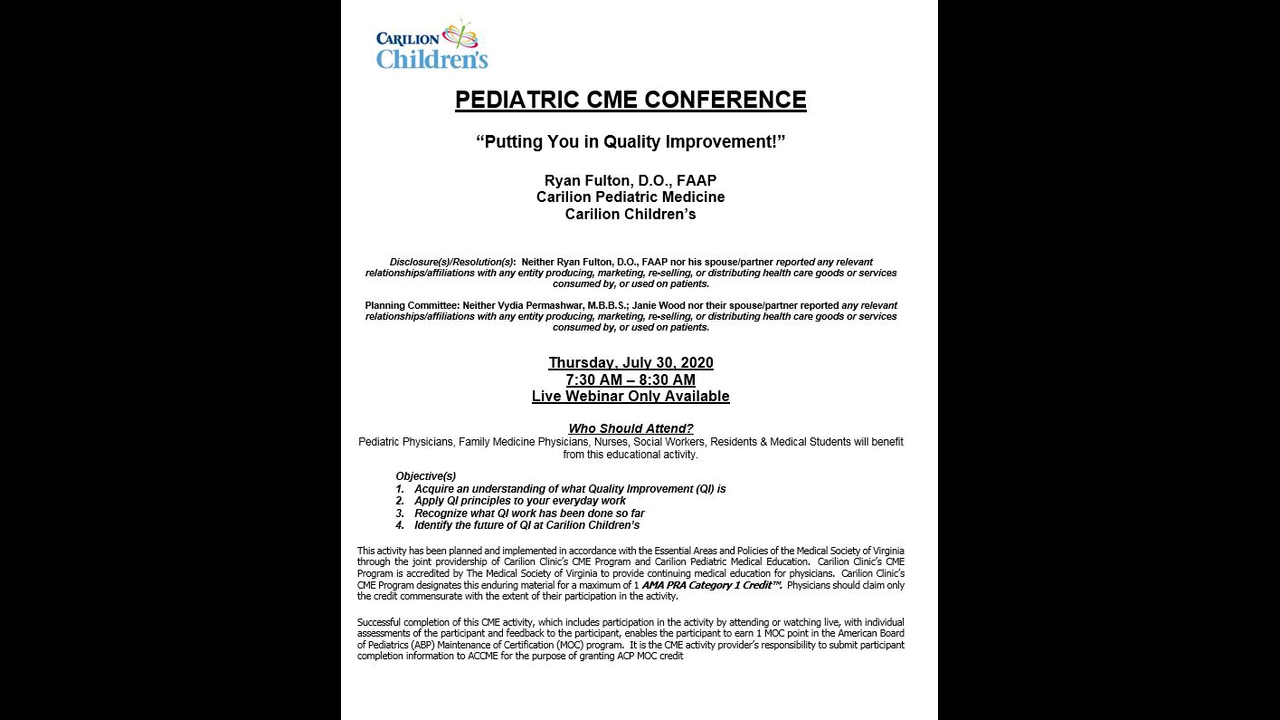 CARILION
Children's
PEDIATRIC CME CONFERENCE
“Putting You in Quality Improvement!”
Ryan Fulton, D.O., FAAP
Carilion Pediatric Medicine
Carilion Children’s
Disclosure(s)/Resolution(s): Neither Ryan Fulton, D.O., FAAP nor his spouse/partner reported any relevant
relationships/affiliations with any entity producing, marketing, re-selling, or distributing health care goods or services
consumed by, or used on patients.
Planning Committee: Neither Vydia Permashwar, M.B.B.S.; Janie Wood nor their spouse/partner reported any relevant
relationships/affiliations with any entity producing, marketing, re-selling, or distributing health care goods or services
consumed by, or used on patients.
Thursday, July 30, 2020
7:30 AM – 8:30 AM
Live Webinar Only Available
Who Should Attend?
Pediatric Physicians, Family Medicine Physicians, Nurses, Social Workers, Residents & Medical Students will benefit
from this educational activity.
Objective(s)
1. Acquire an understanding of what Quality Improvement (QI) is
2. Apply QI principles to your everyday work
3. Recognize what QI work has been done so far
4. Identify the future of QI at Carilion Children’s
This activity has been planned and implemented in accordance with the Essential Areas and Policies of the Medical Society of Virginia
through the joint providership of Carilion Clinic’s CME Program and Carilion Pediatric Medical Education. Carilion Clinic’s CME
Program is accredited by The Medical Society of Virginia to provide continuing medical education for physicians. Carilion Clinic’s
CME Program designates this enduring material for a maximum of 1 AMA PRA Category 1 Credit™. Physicians should claim only
the credit commensurate with the extent of their participation in the activity.
Successful completion of this CME activity, which includes participation in the activity by attending or watching live, with individual
assessments of the participant and feedback to the participant, enables the participant to earn 1 MOC point in the American Board
of Pediatrics (ABP) Maintenance of Certification (MOC) program. It is the CME activity provider’s responsibility to submit participant
completion information to ACCME for the purpose of granting ACP MOC credit